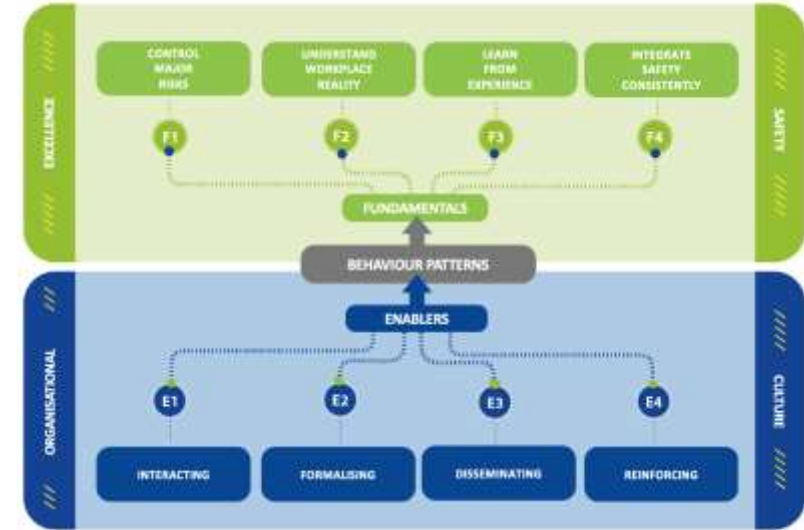 EXCELLENCE
SAFETY
CONTROL
MAJOR
RISKS
UNDERSTAND
WORKPLACE
REALITY
LEARN
FROM
EXPERIENCE
INTEGRATE
SAFETY
CONSISTENTLY
F1
F2
F3
F4
FUNDAMENTALS
BEHAVIOUR PATTERNS
ENABLERS
ORGANISATIONAL
CULTURE
E1
E2
E3
E4
INTERACTING
FORMALISING
DISSEMINATING
REINFORCING